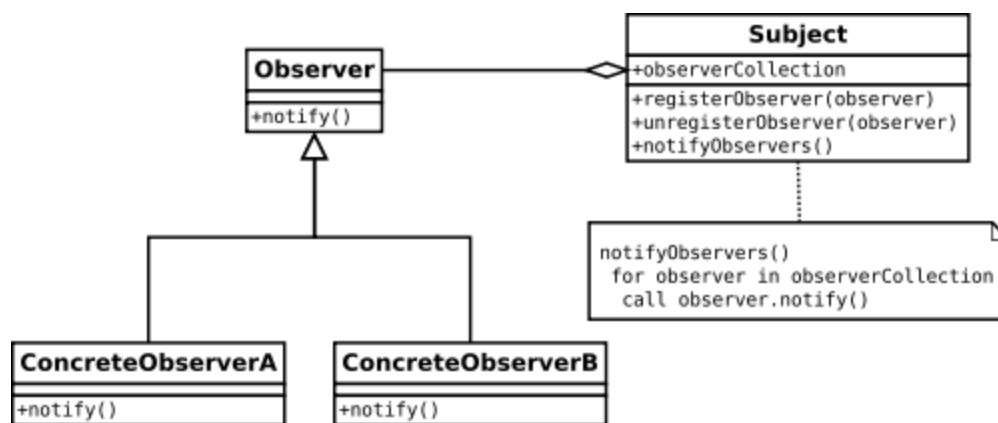 Subject
+observerCollection
+registerObserver(observer)
+unregisterObserver(observer)
+notifyObservers()
Observer
+notify()
notifyObservers()
for observer in observerCollection
call observer.notify()
ConcreteObserverA
+notify()
ConcreteObserverB
+notify()